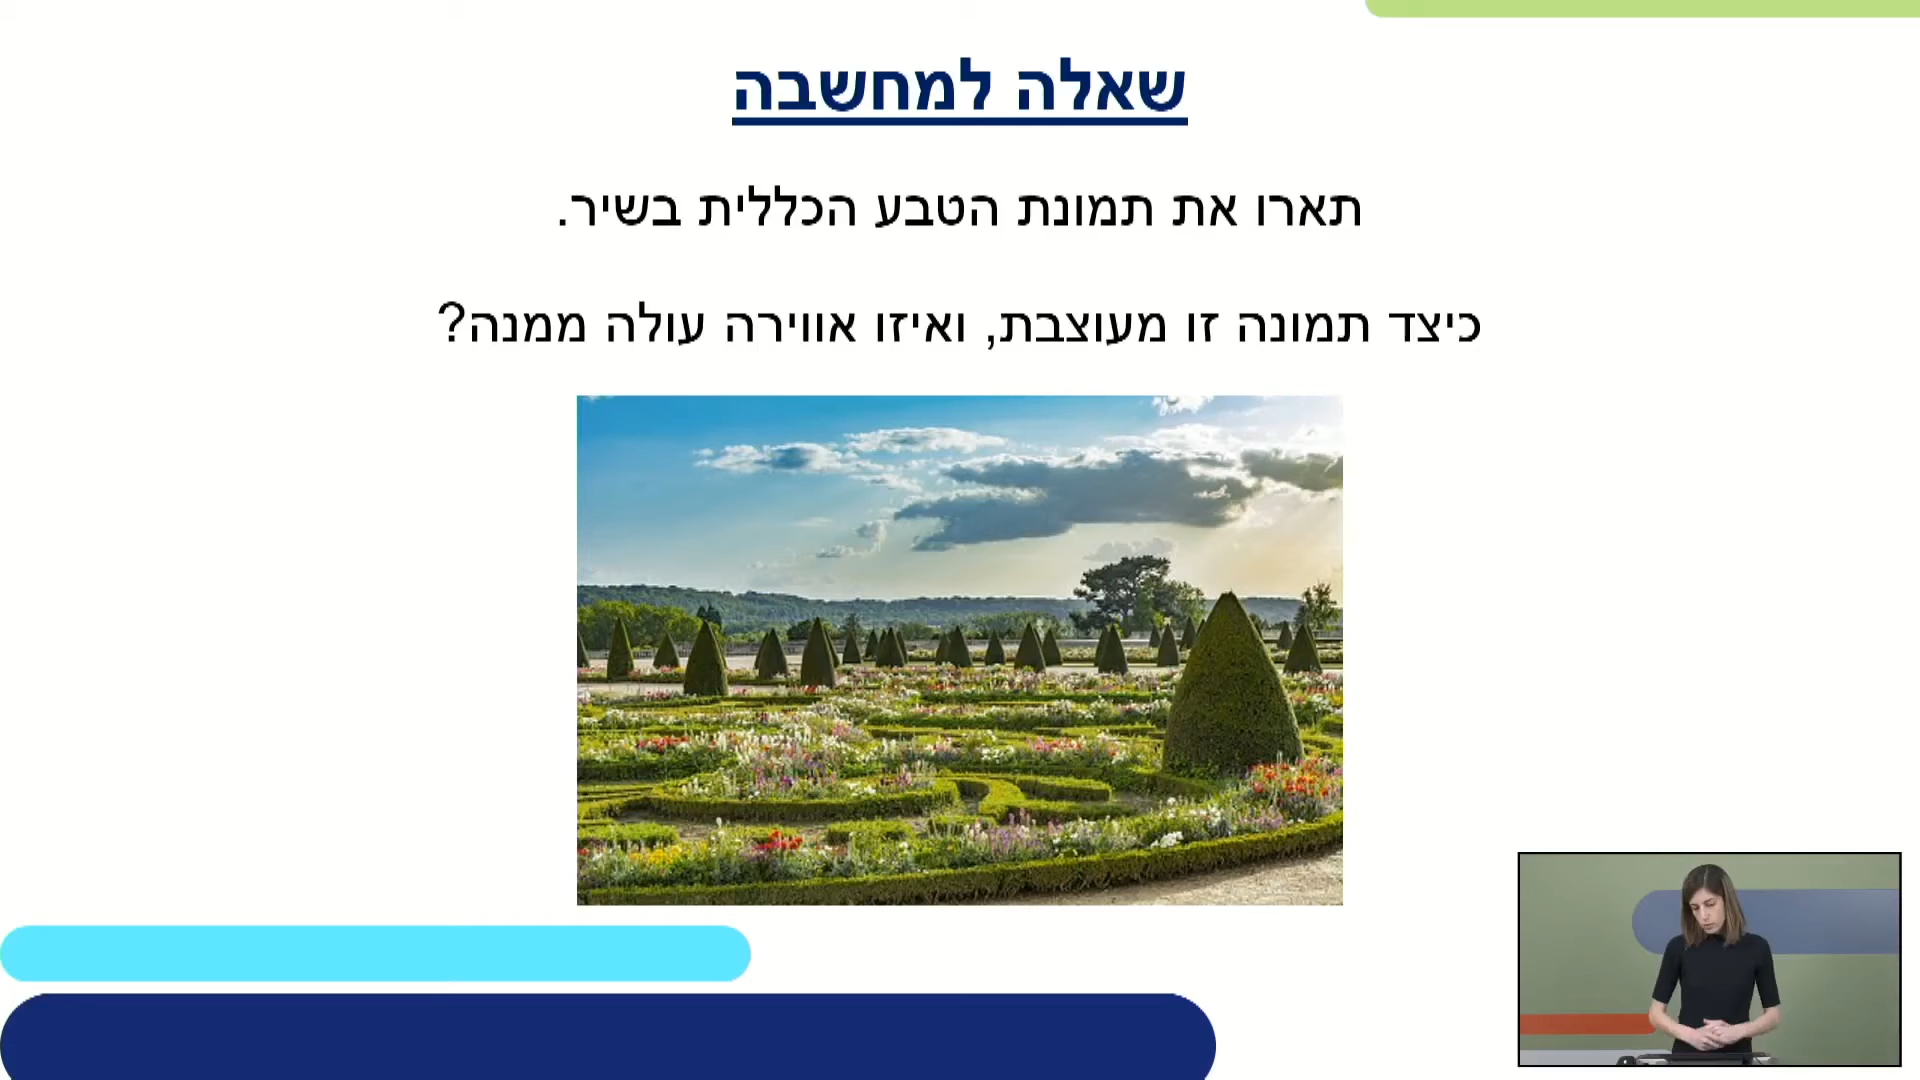 שאלה למחשבה
תארו את תמונת הטבע הכללית בשיר.
כיצד תמונה זו מעוצבת, ואיזו אווירה עולה ממנה?